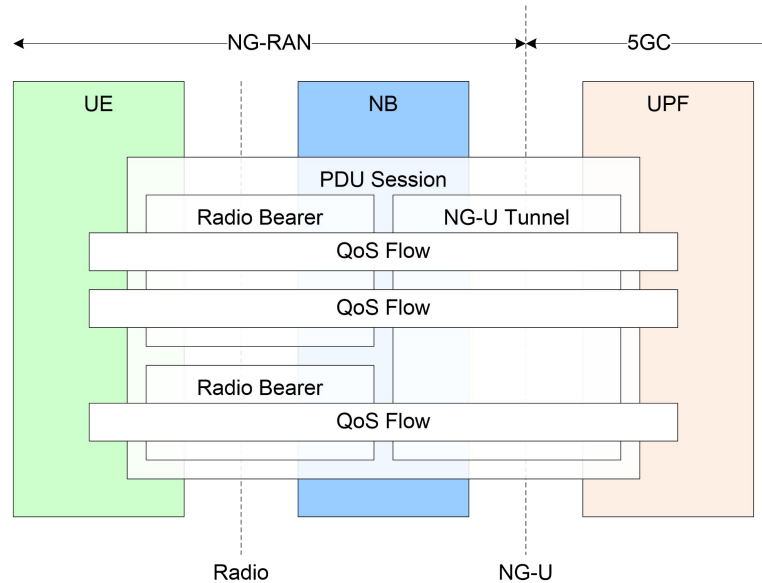 NG-RAN
5GC
UE
NB
UPF
PDU Session
Radio Bearer
NG-U Tunnel
QoS Flow
QoS Flow
Radio Bearer
QoS Flow
Radio
NG-U